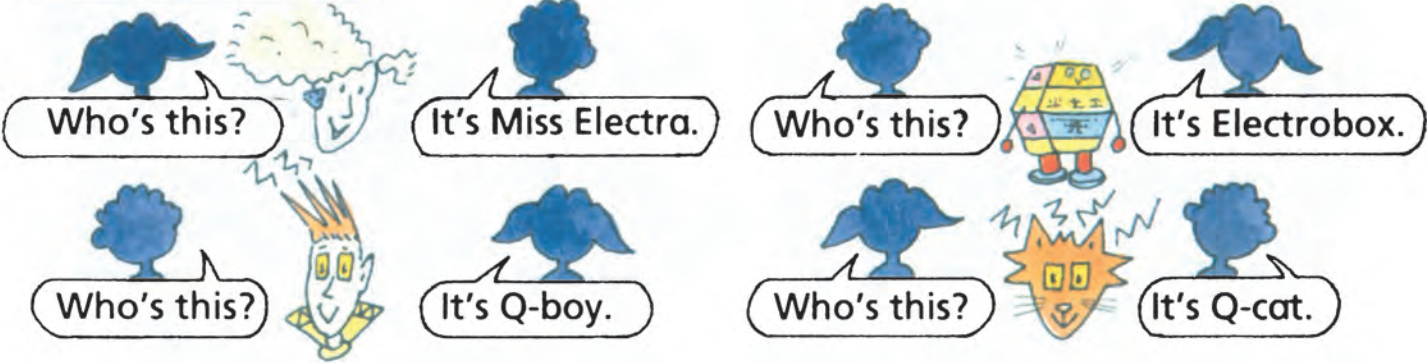 Who's this?
It's Miss Electra.
Who's this?
It's Electrobox.
Who's this?
It's Q-boy.
Who's this?
It's Q-cat.